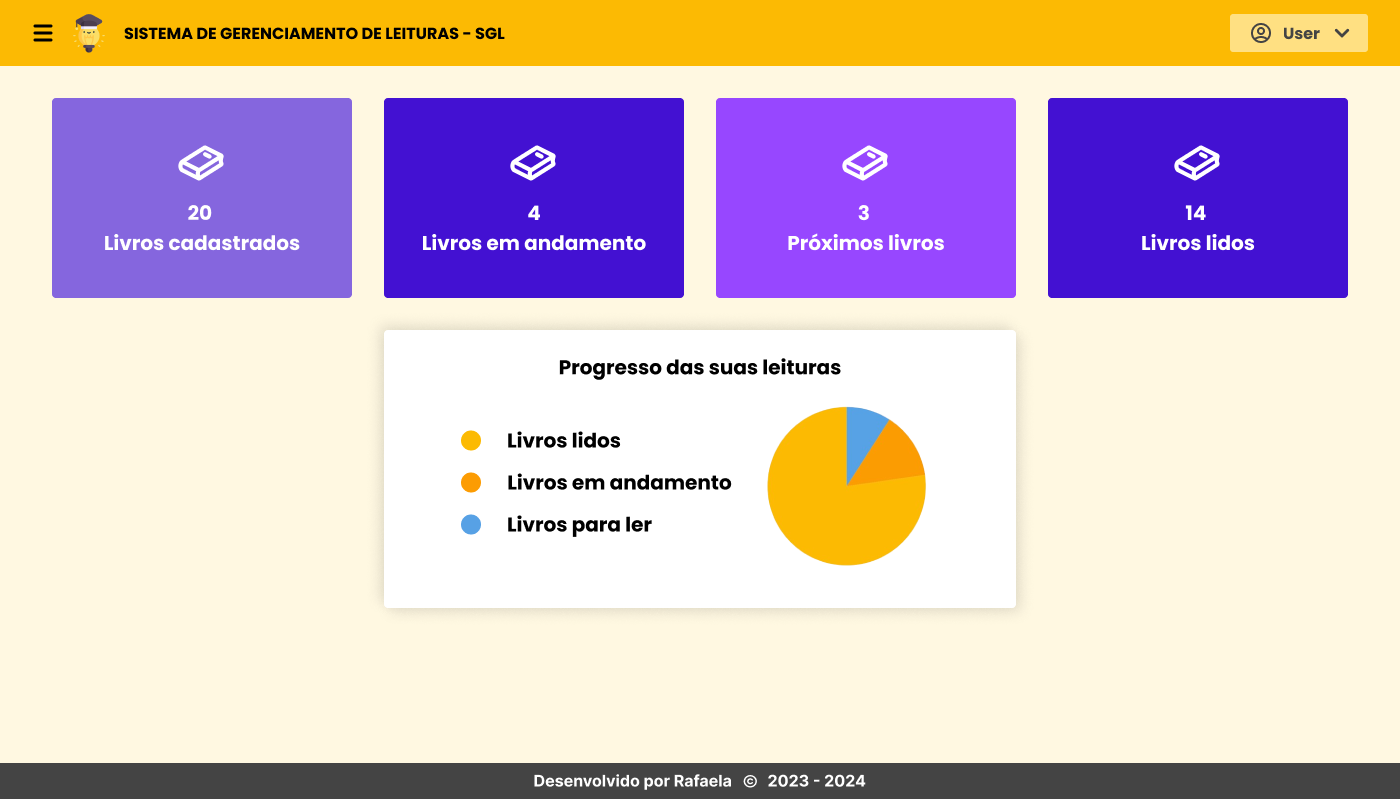 SISTEMA DE GERENCIAMENTO DE LEITURAS - SGL
User
20
Livros cadastrados
4
Livros em andamento
3
Próximos livros
14
Livros lidos
Progresso das suas leituras
Livros lidos
Livros em andamento
Livros para ler
Desenvolvido por Rafaela © 2023 - 2024